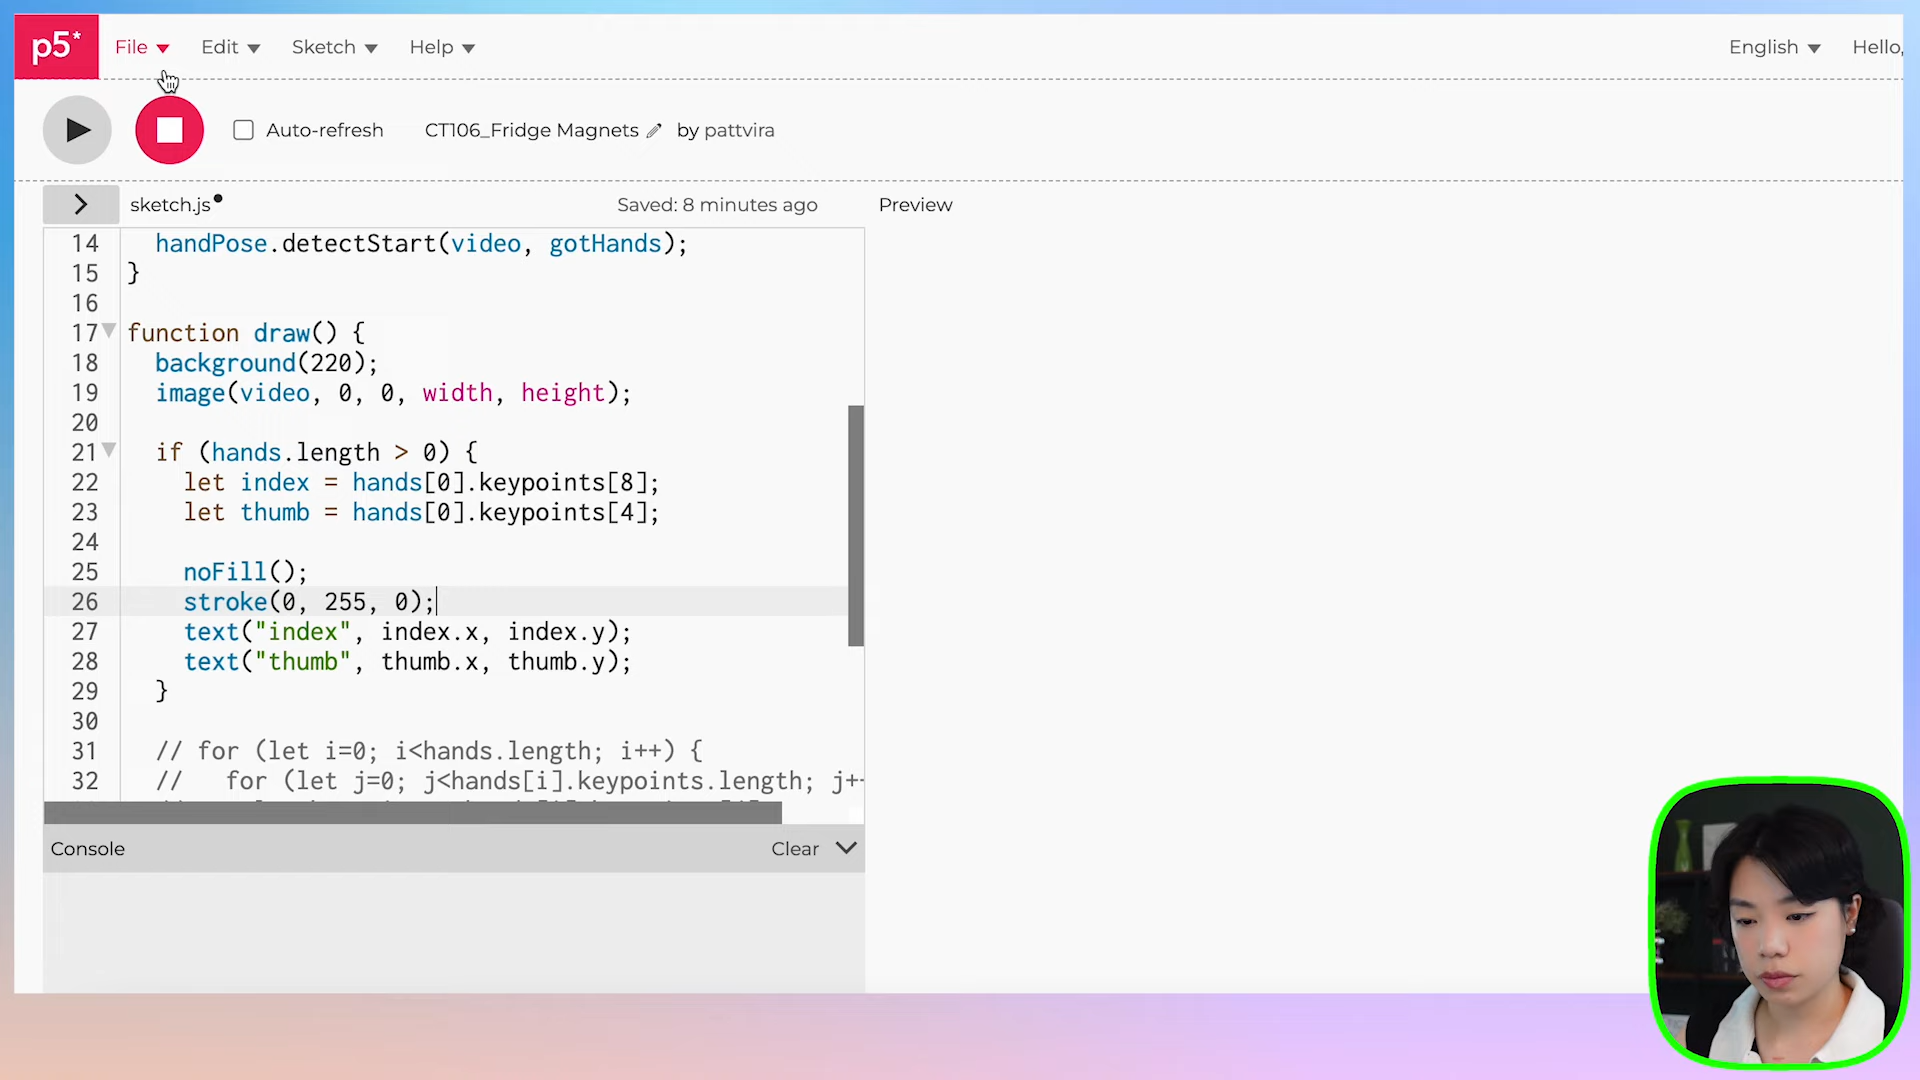 p5*
File
Edit
Sketch
Help
English
Hello,
Auto-refresh
CT106_Fridge Magnets
by pattvira
sketch.js
Saved: 8 minutes ago
Preview
14 handPose.detectStart(video, gotHands);
15 }
16
17 function draw() {
18 background(220);
19 image(video, 0, 0, width, height);
20
21 if (hands.length > 0) {
22 let index = hands[0].keypoints[8];
23 let thumb = hands[0].keypoints[4];
24
25 noFill();
26 stroke(0, 255, 0);
27 text("index", index.x, index.y);
28 text("thumb", thumb.x, thumb.y);
29 }
30
31 // for (let i=0; i<hands.length; i++) {
32 // for (let j=0; j<hands[i].keypoints.length; j+
Console
Clear